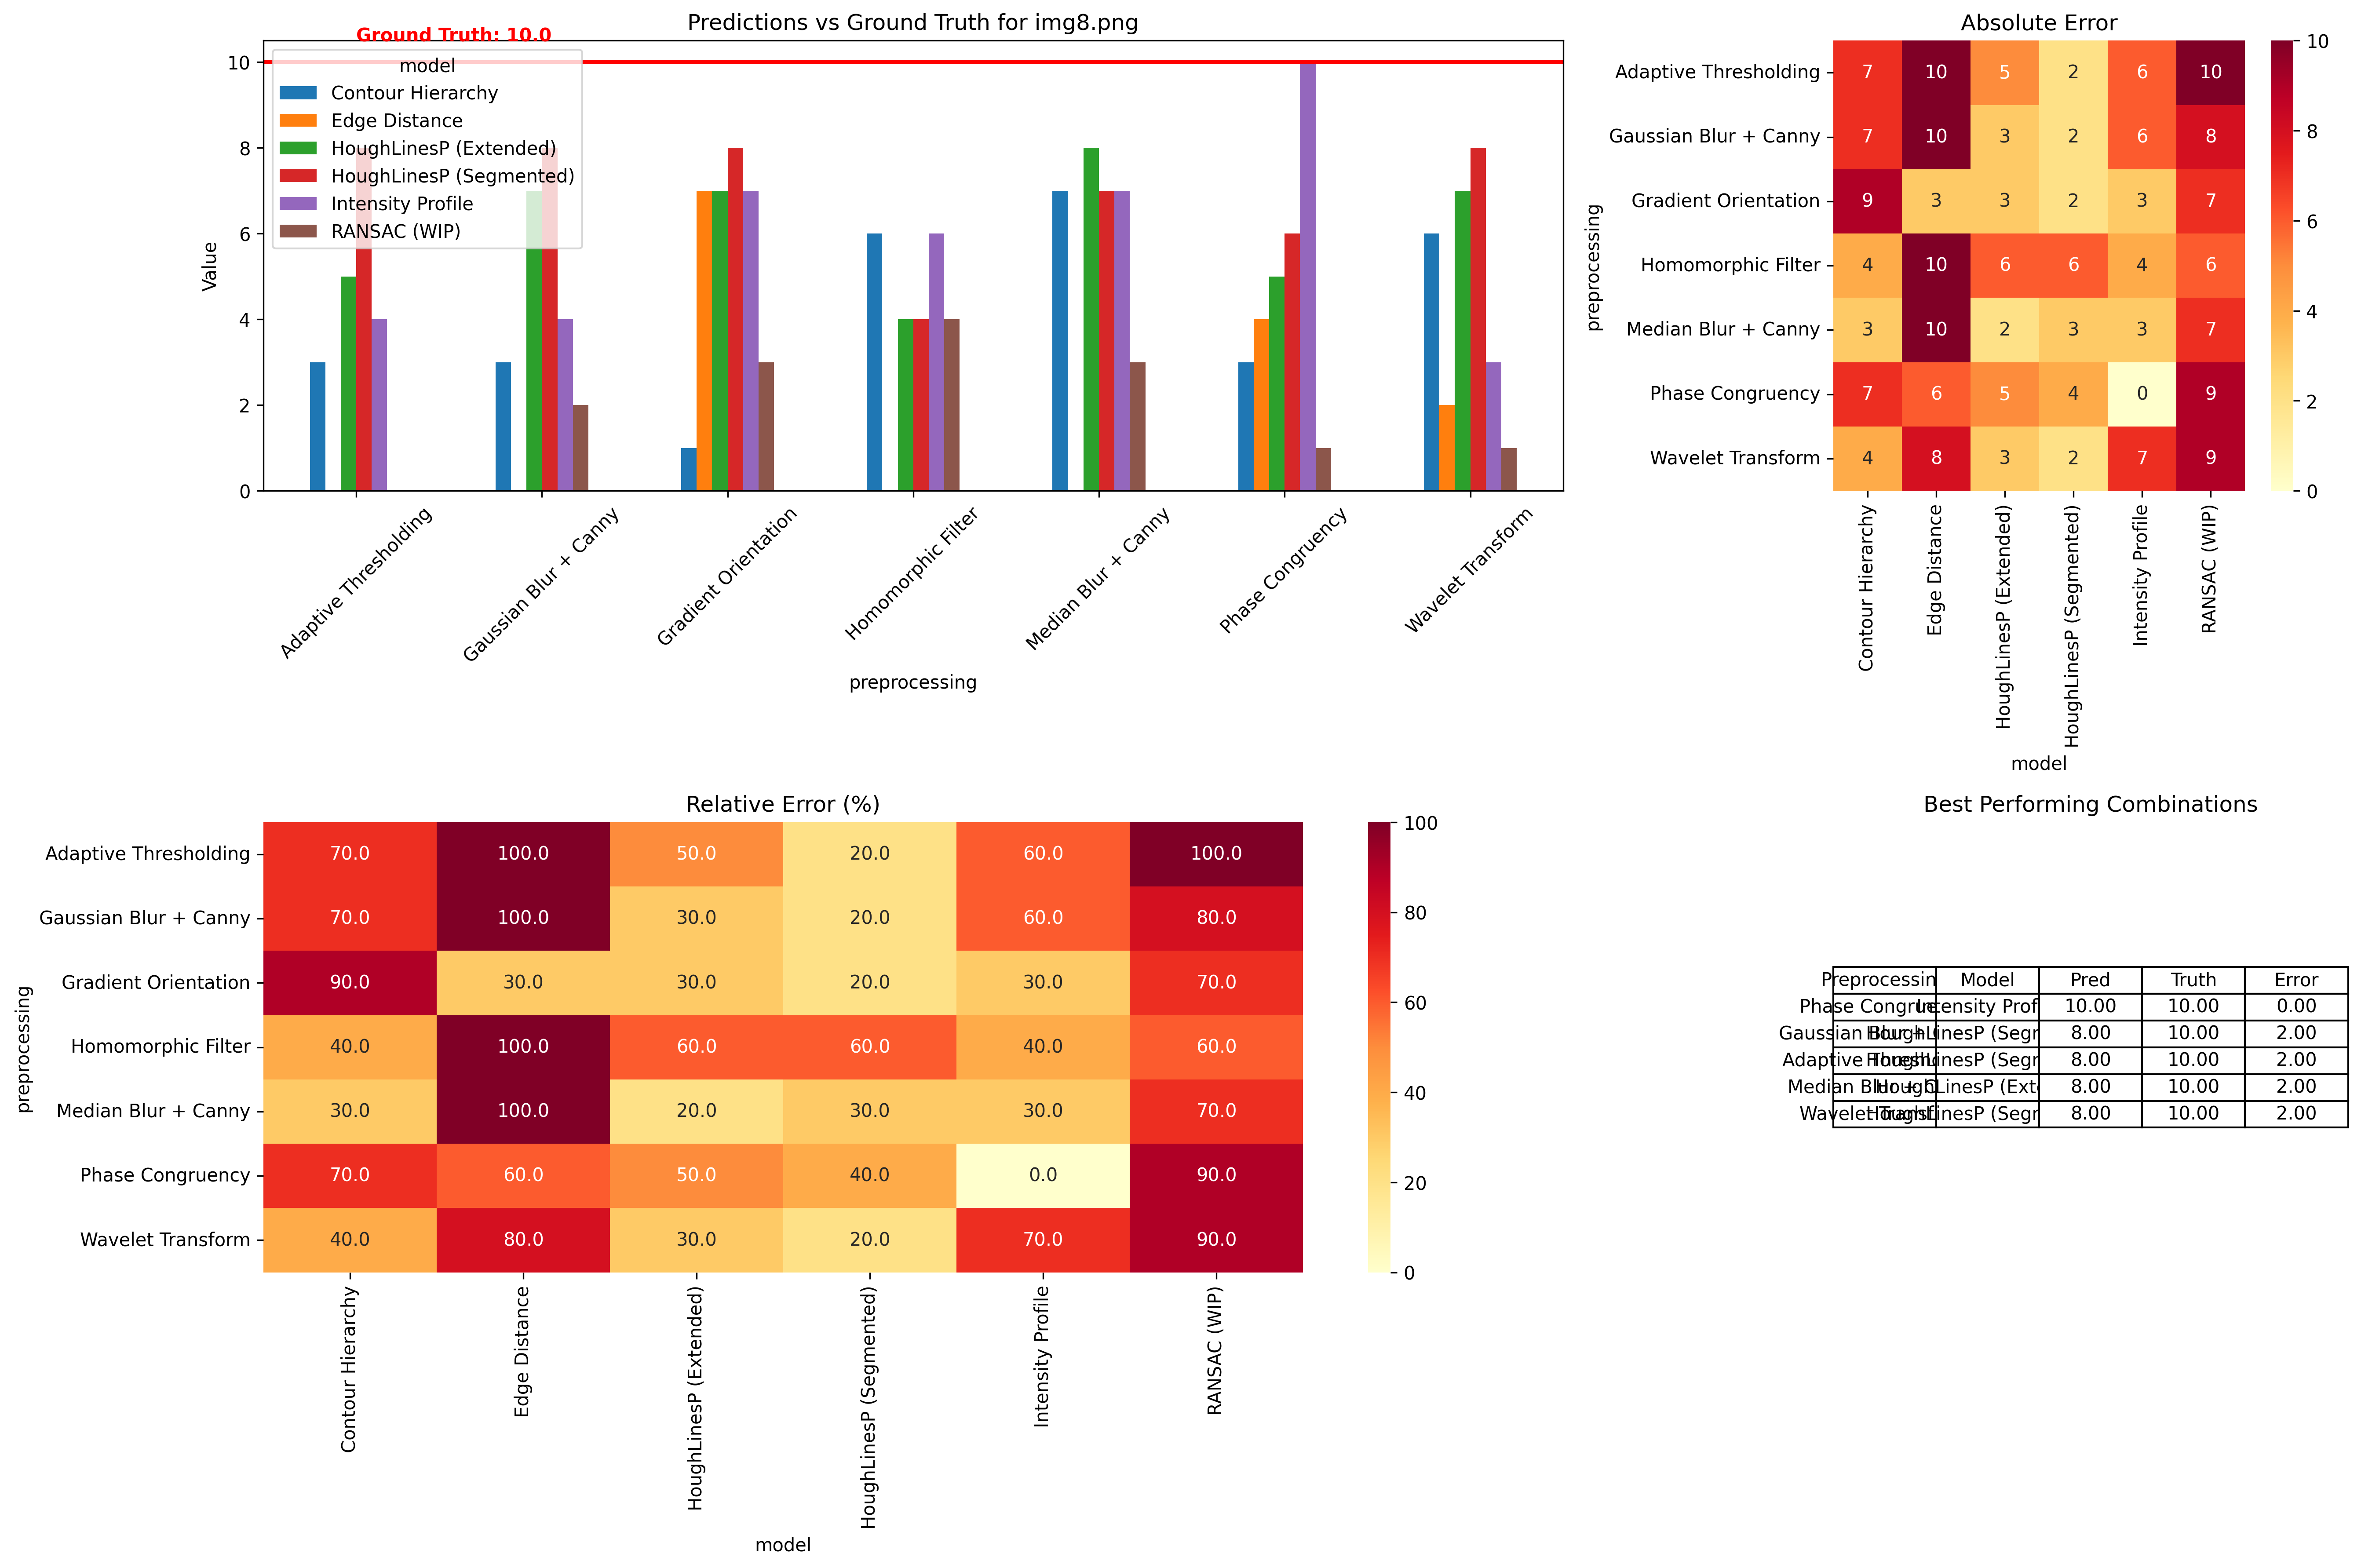 Predictions vs Ground Truth for img8.png
Ground Truth: 10.0
model
Contour Hierarchy
Edge Distance
HoughLinesP (Extended)
HoughLinesP (Segmented)
Intensity Profile
RANSAC (WIP)
Value
10
8
6
4
2
0
Adaptive Thresholding
Gaussian Blur + Canny
Gradient Orientation
Homomorphic Filter
Median Blur + Canny
Phase Congruency
Wavelet Transform
preprocessing
Absolute Error
preprocessing
Adaptive Thresholding 7 10 5 2 6 10
Gaussian Blur + Canny 7 10 3 2 6 8
Gradient Orientation 9 3 3 2 3 7
Homomorphic Filter 4 10 6 6 4 6
Median Blur + Canny 3 10 2 3 3 7
Phase Congruency 7 6 5 4 0 9
Wavelet Transform 4 8 3 2 7 9
Contour Hierarchy
Edge Distance
HoughLinesP (Extended)
HoughLinesP (Segmented)
Intensity Profile
RANSAC (WIP)
model
10
8
6
4
2
0
Relative Error (%)
preprocessing
Adaptive Thresholding 70.0 100.0 50.0 20.0 60.0 100.0
Gaussian Blur + Canny 70.0 100.0 30.0 20.0 60.0 80.0
Gradient Orientation 90.0 30.0 30.0 20.0 30.0 70.0
Homomorphic Filter 40.0 100.0 60.0 60.0 40.0 60.0
Median Blur + Canny 30.0 100.0 20.0 30.0 30.0 70.0
Phase Congruency 70.0 60.0 50.0 40.0 0.0 90.0
Wavelet Transform 40.0 80.0 30.0 20.0 70.0 90.0
Contour Hierarchy
Edge Distance
HoughLinesP (Extended)
HoughLinesP (Segmented)
Intensity Profile
RANSAC (WIP)
model
100
80
60
40
20
0
Best Performing Combinations
Preprocessin Model Pred Truth Error
Phase Intensity Prof 10.00 10.00 0.00
Gaussian (Segr 8.00 10.00 2.00
Adaptive (Segr 8.00 10.00 2.00
Median (Exte 8.00 10.00 2.00
Wavelet (Segr 8.00 10.00 2.00